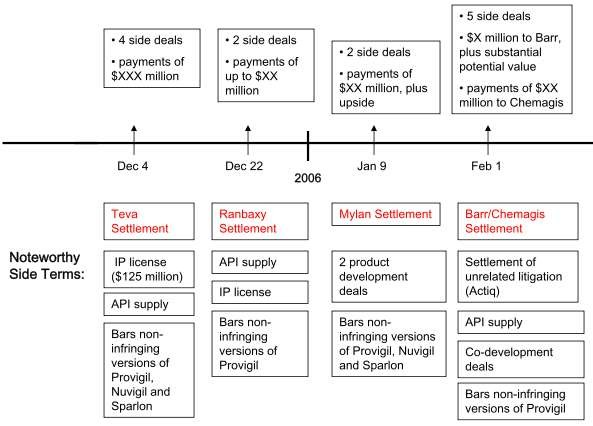 • 4 side deals
• payments of
$XXX million
• 2 side deals
• payments of
up to $XX
million
• 2 side deals
• payments of
$XX million, plus
upside
• 5 side deals
• $X million to Barr,
plus substantial
potential value
• payments of $XX
million to Chemagis
Dec 4
Dec 22
2006
Jan 9
Feb 1
Noteworthy
Side Terms:
Teva
Settlement
IP license
($125 million)
API supply
Bars non-
infringing
versions of
Provigil,
Nuvigil and
Sparlon
Ranbaxy
Settlement
API supply
IP license
Bars non-
infringing
versions of
Provigil
Mylan Settlement
2 product
development
deals
Bars non-
infringing versions
of Provigil, Nuvigil
and Sparlon
Barr/Chemagis
Settlement
Settlement of
unrelated litigation
(Actiq)
API supply
Co-development
deals
Bars non-infringing
versions of Provigil